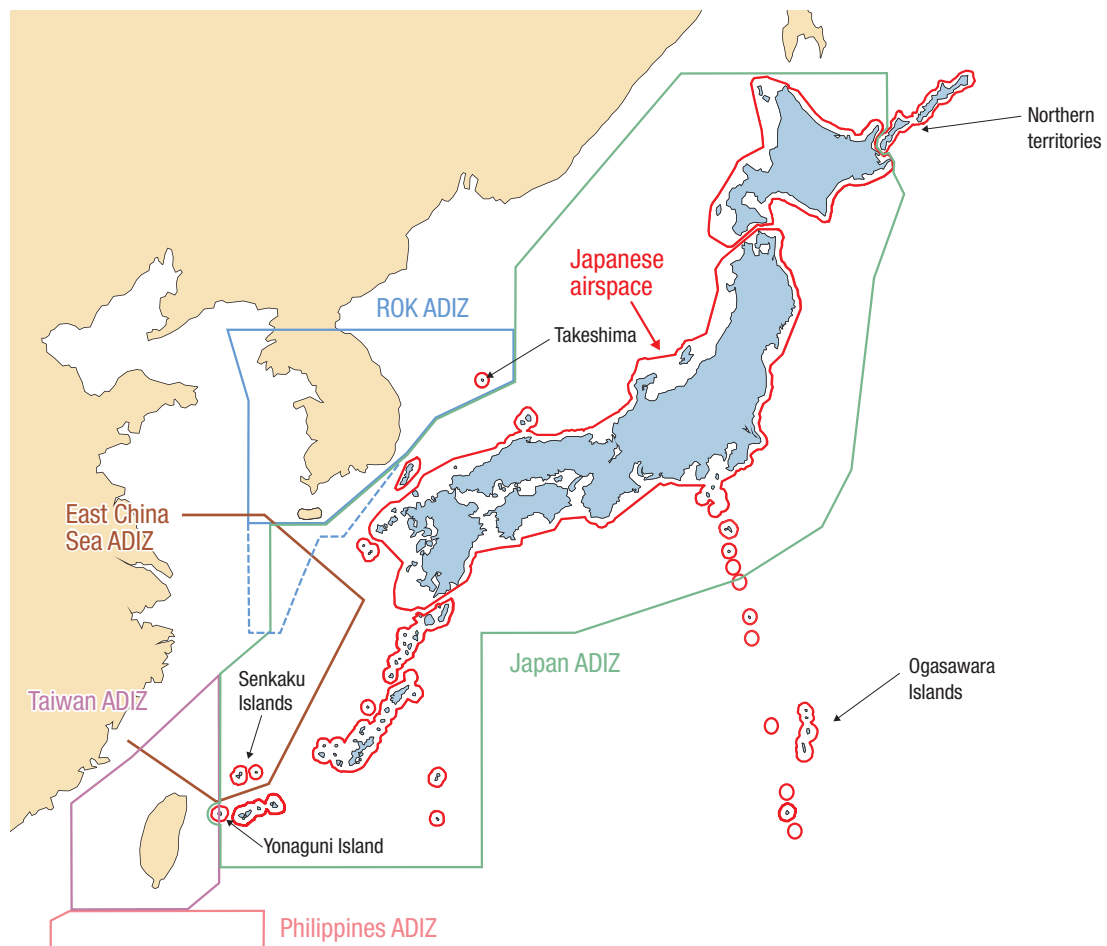 Northern
territories
Japanese
airspace
ROK ADIZ
Takeshima
East China
Sea ADIZ
Japan ADIZ
Senkaku
Islands
Ogasawara
Islands
Taiwan ADIZ
Yonaguni Island
Philippines ADIZ